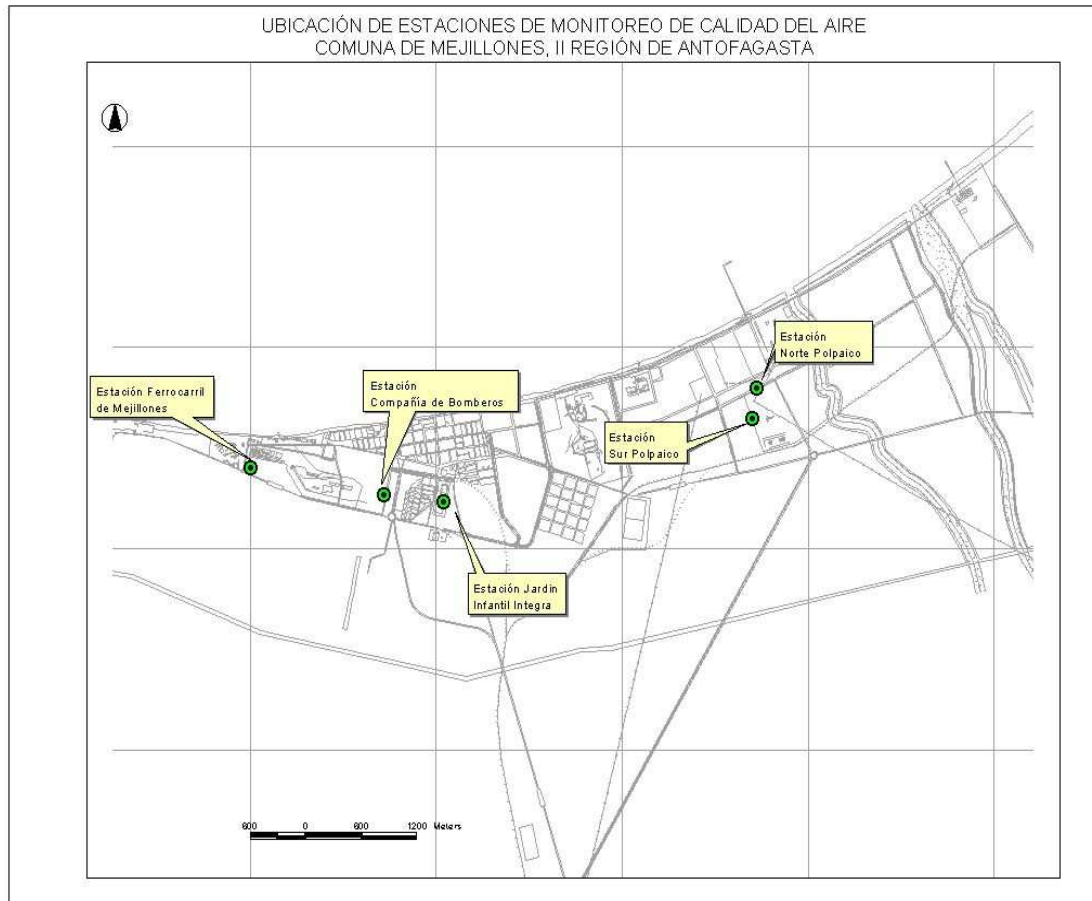 UBICACIÓN DE ESTACIONES DE MONITOREO DE CALIDAD DEL AIRE
COMUNA DE MEJILLONES, II REGIÓN DE ANTOFAGASTA
Estación
Norte Polpaico
Estación Ferrocarril
de Mejillones
Estación
Compañía de Bomberos
Estación
Sur Polpaico
Estación Jardin
Infantil Integra
600 0 600 1200 Meters